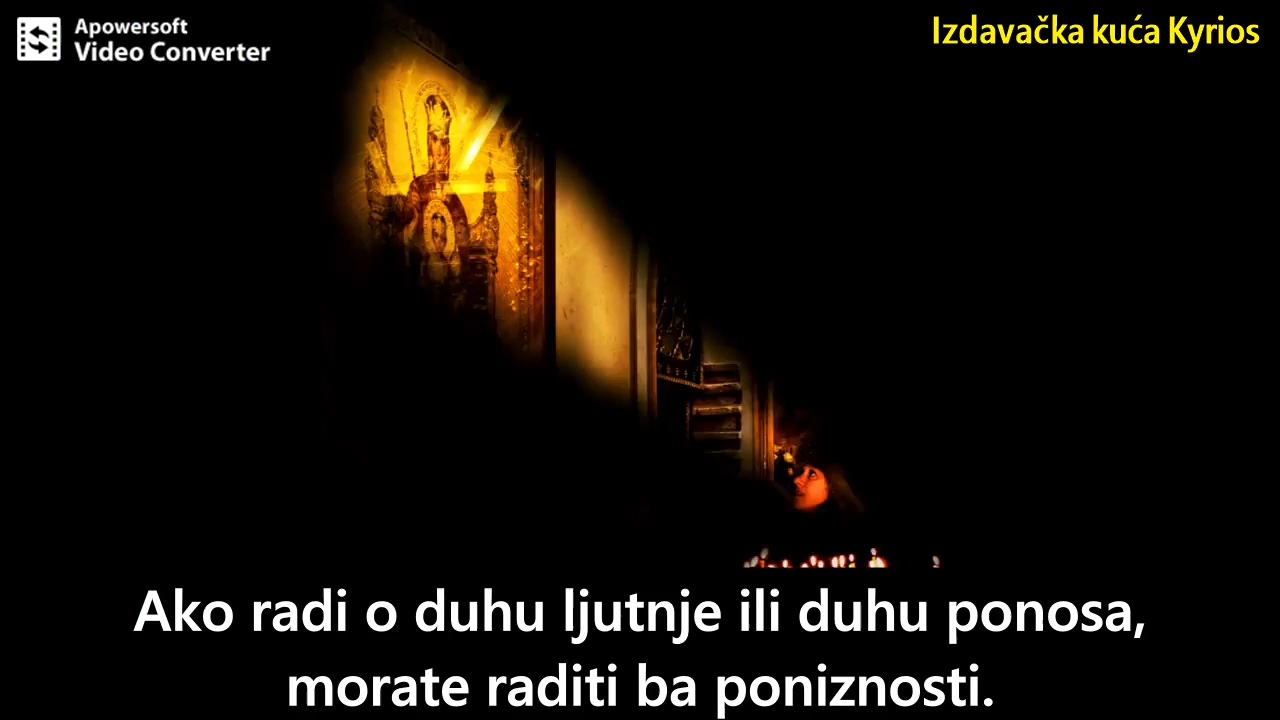 Apowersoft
Video Converter
Izdavačka kuća Kyrios
Ako radi o duhu ljutnje ili duhu ponosa,
morate raditi ba poniznosti.